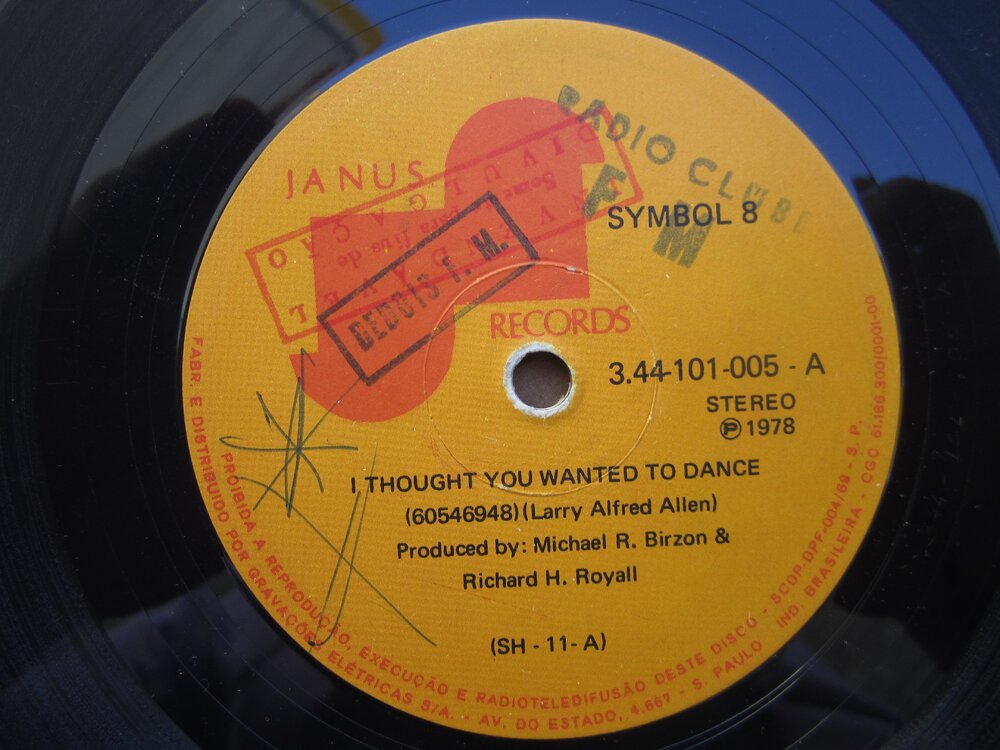 JANUS
RECORDS
RADIO CLUBE
FM
SYMBOL 8
3.44-101-005 - A
STEREO
Ⓟ 1978
I THOUGHT YOU WANTED TO DANCE
(60546948) (Larry Alfred Allen)
Produced by: Michael R. Birzon &
Richard H. Royall
(SH - 11 - A)
FABR. E DISTRIBUIDO POR GRAVAÇÕES ELÉTRICAS S/A. - AV. DO ESTADO, 4.667 - S. PAULO IND. BRASILEIRA - CGC 61.186.300/0001-00
PROIBIDA A REPRODUÇÃO, EXECUÇÃO E RADIOTELEDIFUSÃO DESTE DISCO - SCDP-DPF-004/69 - S. P.